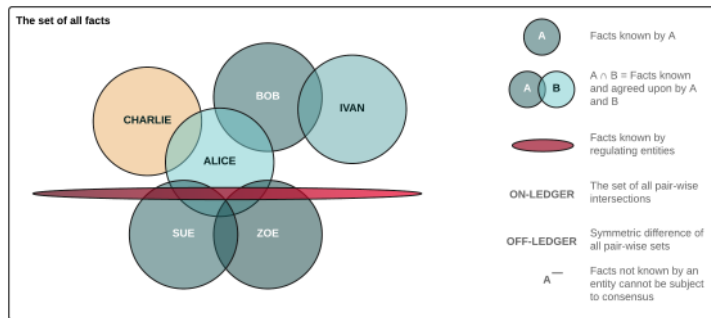 The set of all facts
CHARLIE
BOB
IVAN
ALICE
SUE
ZOE
A
Facts known by A
A
B
A ∩ B = Facts known
and agreed upon by A
and B
Facts known by
regulating entities
ON-LEDGER
The set of all pair-wise
intersections
OFF-LEDGER
Symmetric difference of
all pair-wise sets
A—
Facts not known by an
entity cannot be subject
to consensus